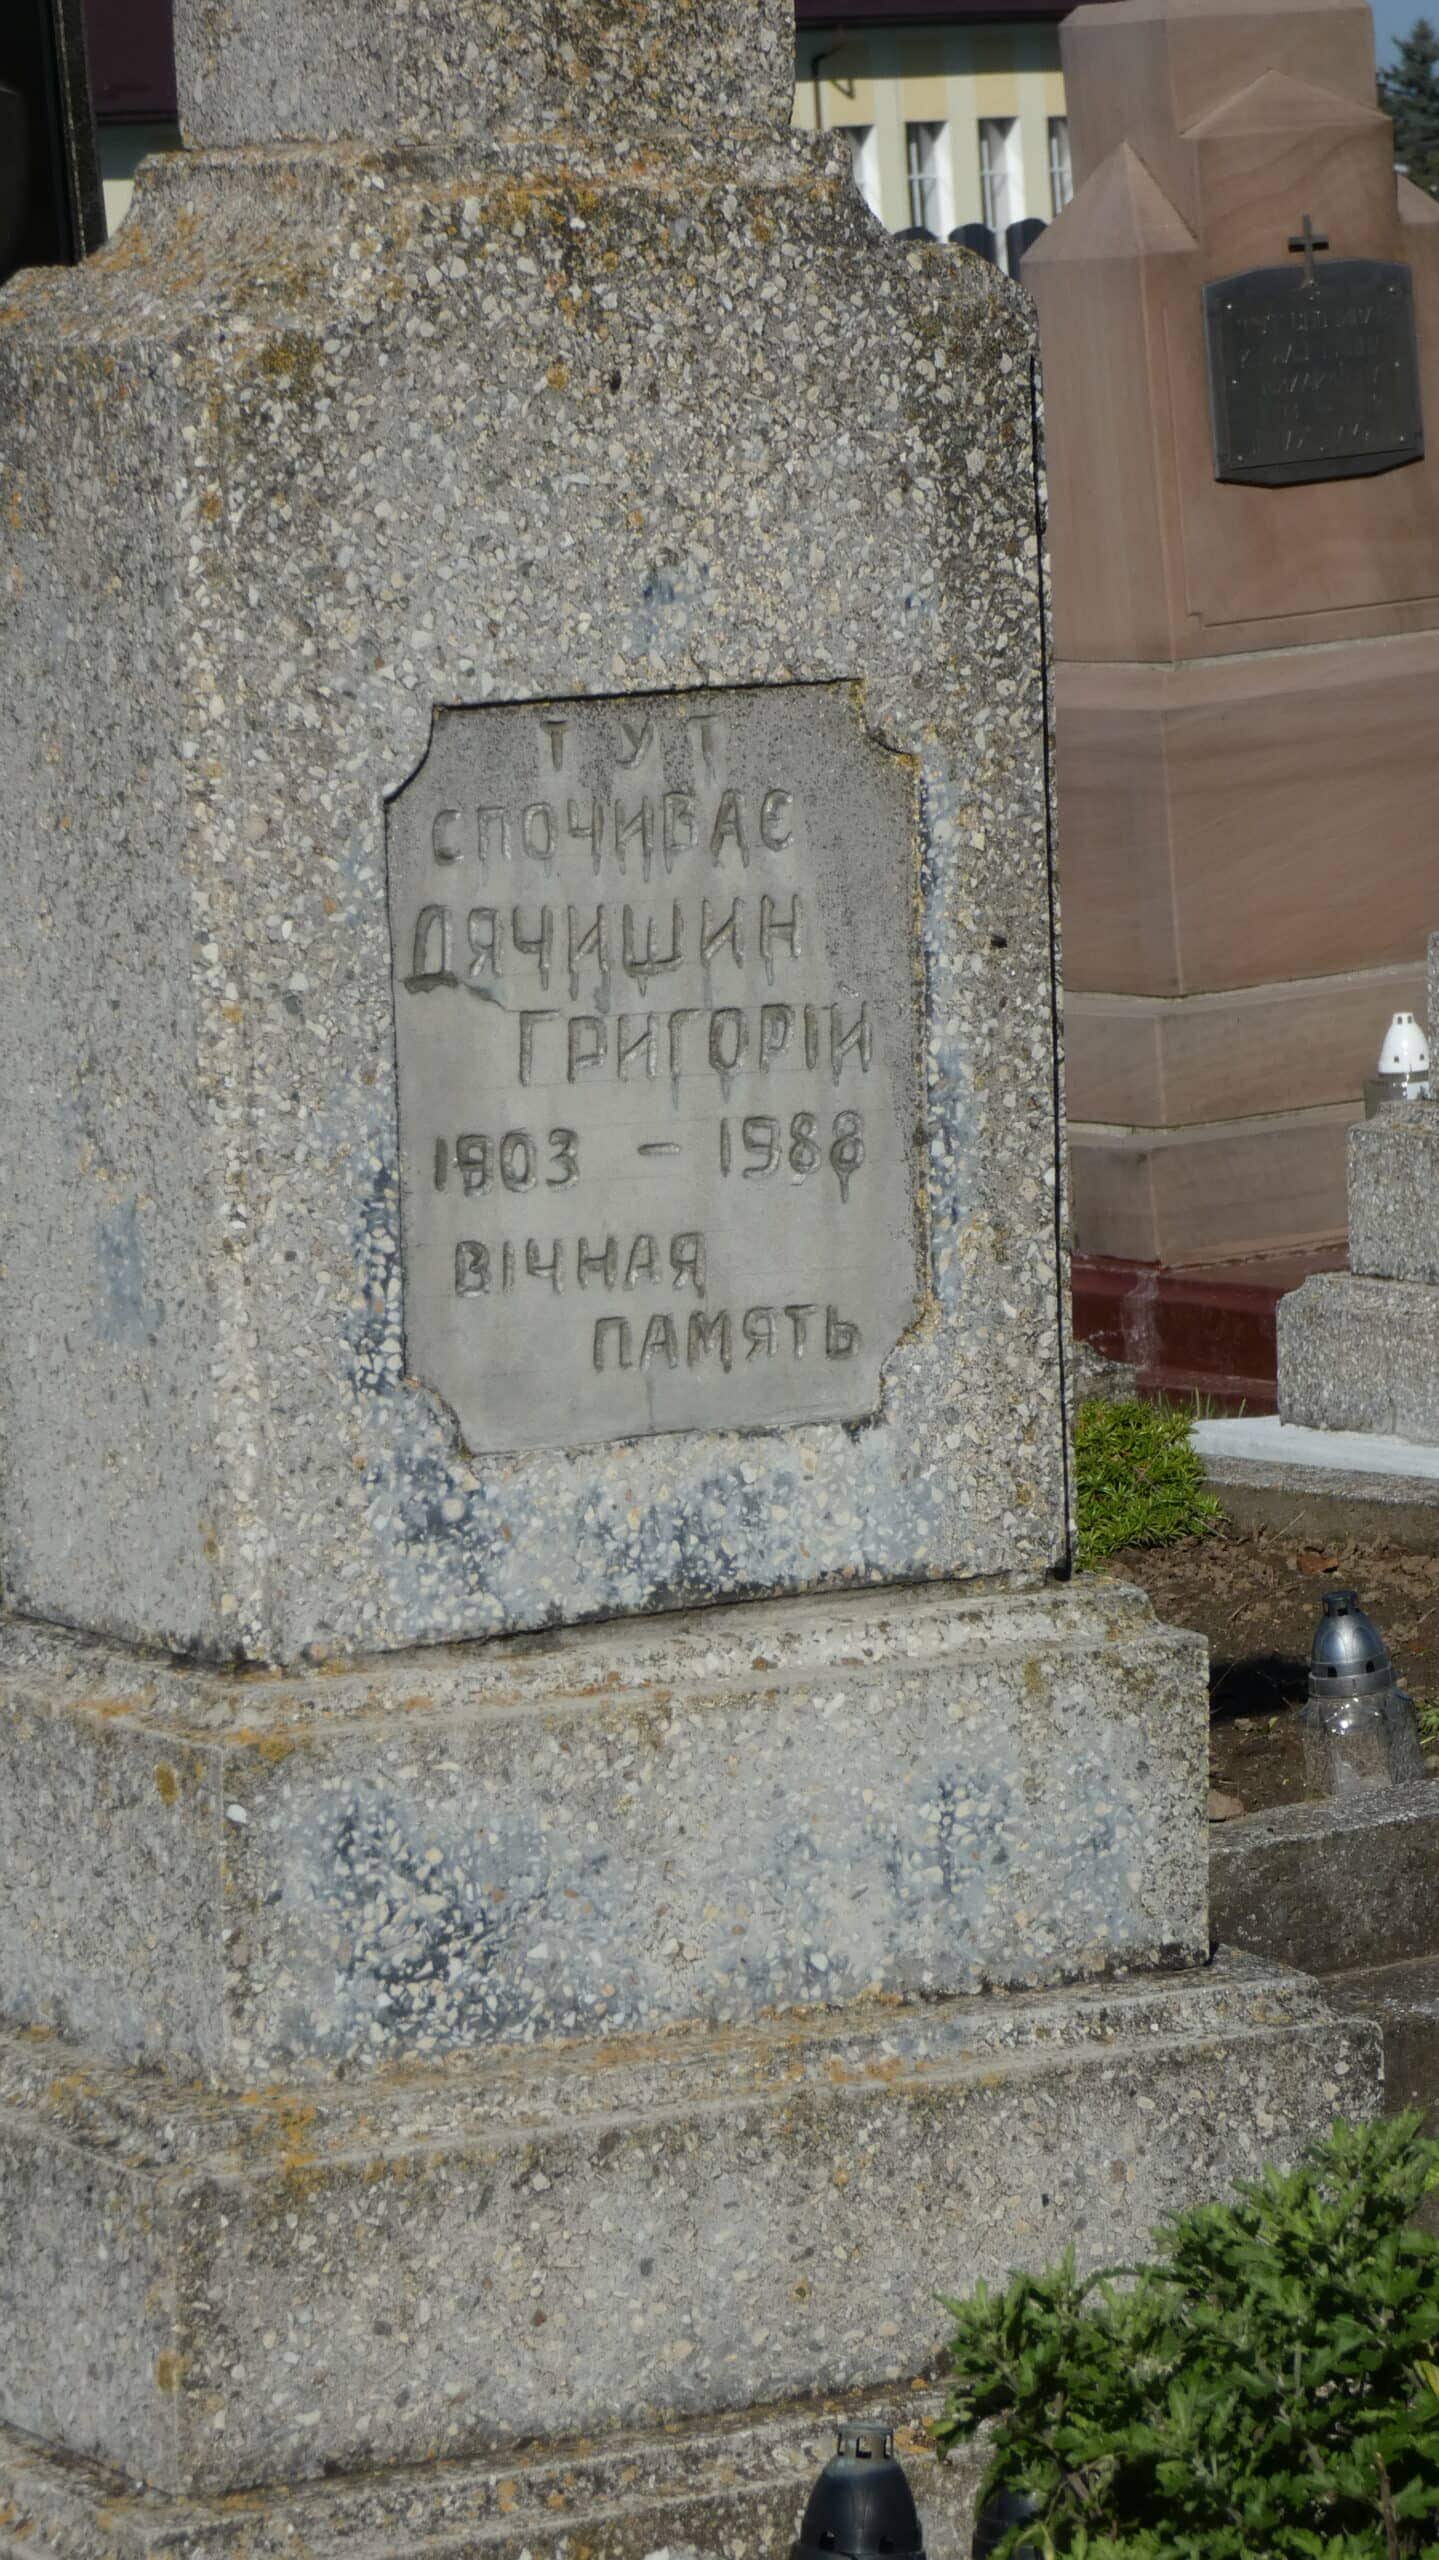 ТУТ
СПОЧИВАЄ
ДЯЧИШИН
ГРИГОРІЙ
1903 - 1988
ВІЧНАЯ
ПАМЯТЬ